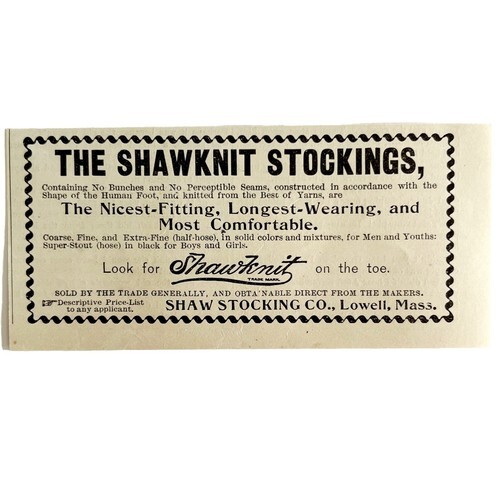 THE SHAWKNIT STOCKINGS,
Containing No Bunches and No Perceptible Seams, constructed in accordance with the
Shape of the Human Foot, and knitted from the Best of Yarns, are
The Nicest-Fitting, Longest-Wearing, and
Most Comfortable.
Coarse, Fine, and Extra-Fine (half-hose), in solid colors and mixtures, for Men and Youths:
Super-Stout (hose) in black for Boys and Girls.
Look for Shawknit on the toe.
TRADE MARK.
SOLD BY THE TRADE GENERALLY, AND OBTA'NABLE DIRECT FROM THE MAKERS.
☞Descriptive Price-List
to any applicant.
SHAW STOCKING CO., Lowell, Mass.